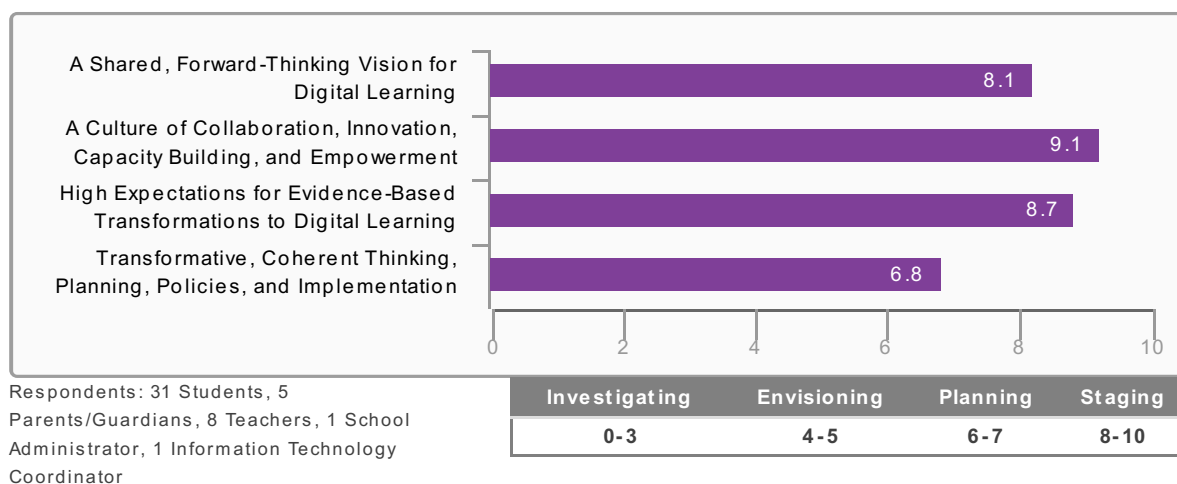 A Shared, Forward-Thinking Vision for
Digital Learning
8.1
A Culture of Collaboration, Innovation,
Capacity Building, and Empowerment
9.1
High Expectations for Evidence-Based
Transformations to Digital Learning
8.7
Transformative, Coherent Thinking,
Planning, Policies, and Implementation
6.8
0 2 4 6 8 10
Respondents: 31 Students, 5
Parents/Guardians, 8 Teachers, 1 School
Administrator, 1 Information Technology
Coordinator
Investigating Envisioning Planning Staging
0-3 4-5 6-7 8-10